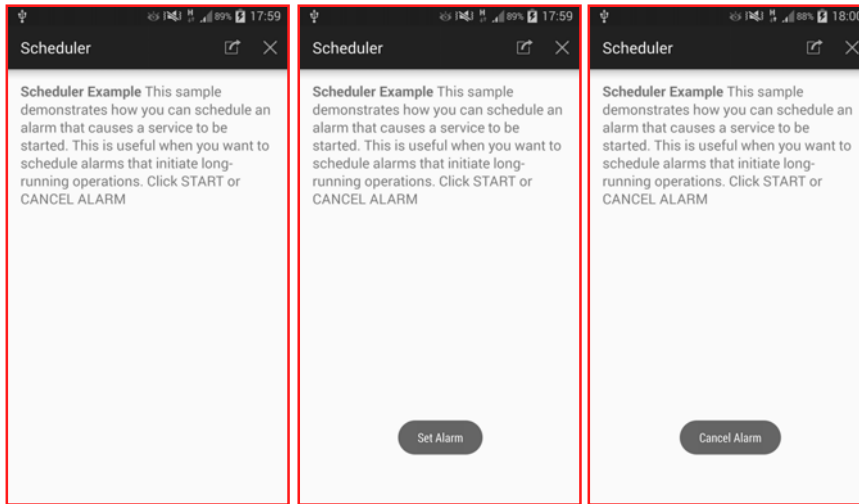 89% 17:59
Scheduler
Scheduler Example This sample
demonstrates how you can schedule an
alarm that causes a service to be
started. This is useful when you want to
schedule alarms that initiate long-
running operations. Click START or
CANCEL ALARM
89% 17:59
Scheduler
Scheduler Example This sample
demonstrates how you can schedule an
alarm that causes a service to be
started. This is useful when you want to
schedule alarms that initiate long-
running operations. Click START or
CANCEL ALARM
Set Alarm
88% 18:00
Scheduler
Scheduler Example This sample
demonstrates how you can schedule an
alarm that causes a service to be
started. This is useful when you want to
schedule alarms that initiate long-
running operations. Click START or
CANCEL ALARM
Cancel Alarm